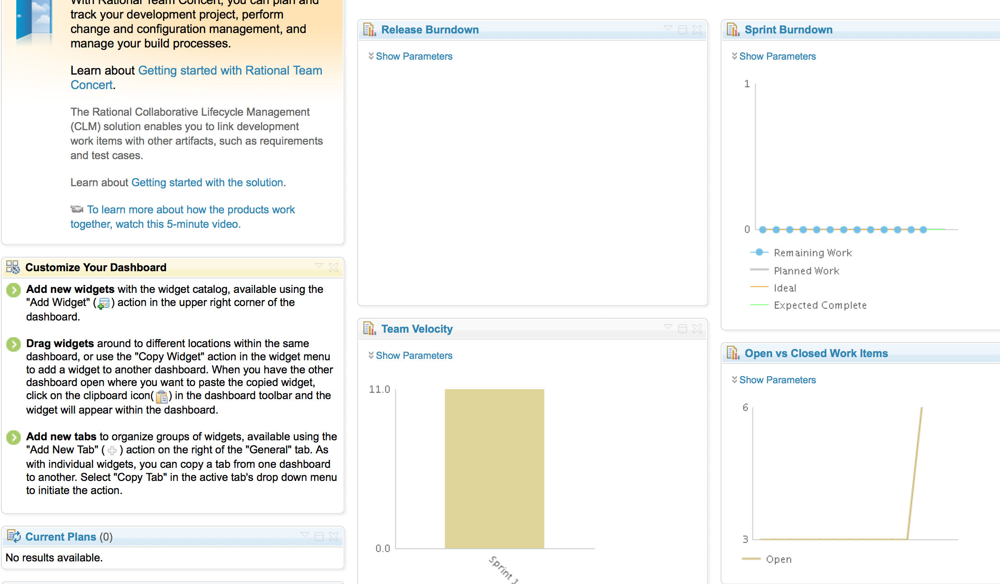 With Rational Team Concert, you can plan and
track your development project, perform
change and configuration management, and
manage your build processes.
Learn about Getting started with Rational Team
Concert.
The Rational Collaborative Lifecycle Management
(CLM) solution enables you to link development
work items with other artifacts, such as requirements
and test cases.
Learn about Getting started with the solution.
To learn more about how the products work
together, watch this 5-minute video.
Customize Your Dashboard
Add new widgets with the widget catalog, available using the
"Add Widget" ( ) action in the upper right corner of the
dashboard.
Drag widgets around to different locations within the same
dashboard, or use the "Copy Widget" action in the widget menu
to add a widget to another dashboard. When you have the other
dashboard open where you want to paste the copied widget,
click on the clipboard icon( ) in the dashboard toolbar and the
widget will appear within the dashboard.
Add new tabs to organize groups of widgets, available using the
"Add New Tab" ( ) action on the right of the "General" tab. As
with individual widgets, you can copy a tab from one dashboard
to another. Select "Copy Tab" in the active tab's drop down menu
to initiate the action.
Current Plans (0)
No results available.
Release Burndown
Show Parameters
Team Velocity
Show Parameters
11.0
0.0
Sprint
Sprint Burndown
Show Parameters
1
0
Remaining Work
Planned Work
Ideal
Expected Complete
Open vs Closed Work Items
Show Parameters
6
3
Open